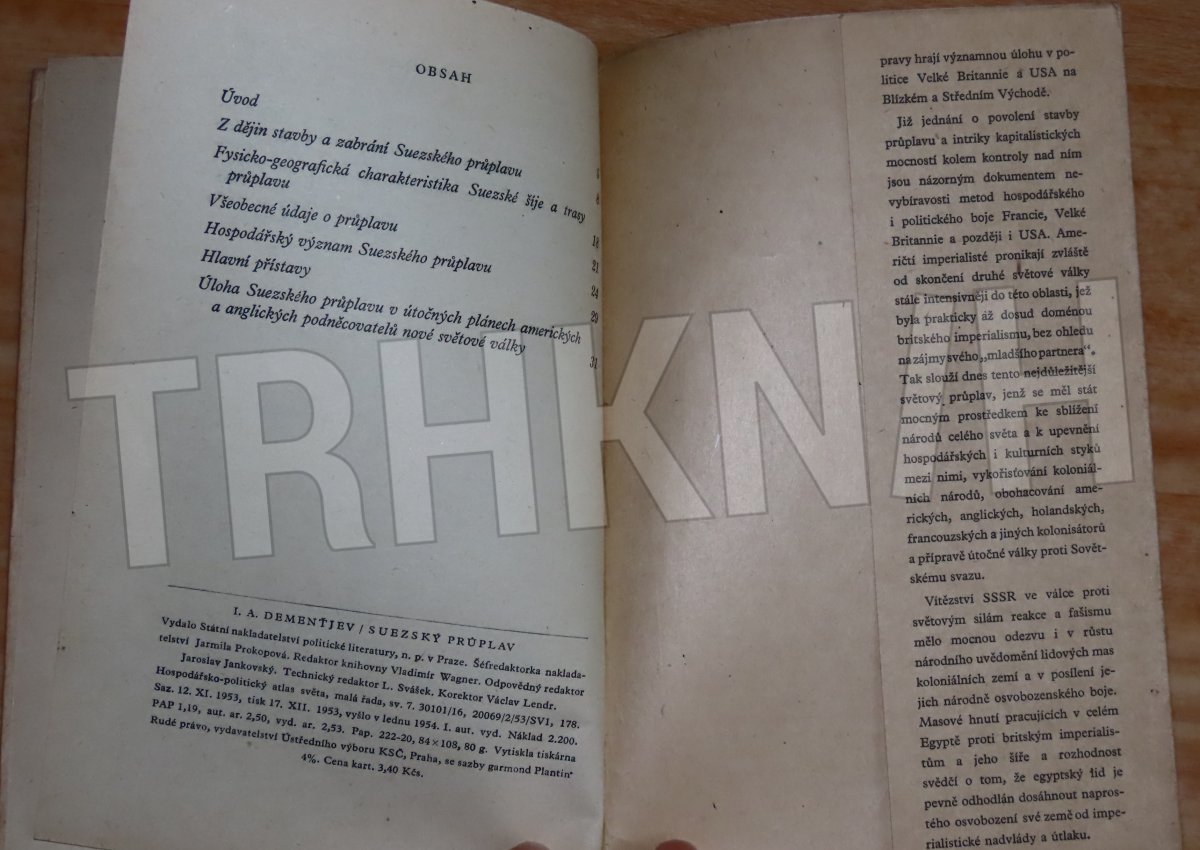 OBSAH
Úvod
Z dějin stavby a zabrání Suezského průplavu
Fysicko-geografická charakteristika Suezské šíje a trasy 8
průplavu
Všeobecné údaje o průplavu 18
Hospodářský význam Suezského průplavu 21
Hlavní přístavy 24
Úloha Suezského průplavu v útočných plánech amerických 29
a anglických podněcovatelů nové světové války 31
I. A. DEMENŤJEV / SUEZSKÝ PRŮPLAV
Vydalo Státní nakladatelství politické literatury, n. p. v Praze. Šéfredaktorka naklada-
telství Jarmila Prokopová. Redaktor knihovny Vladimír Wagner. Odpovědný redaktor
Jaroslav Jankovský. Technický redaktor L. Svášek. Korektor Václav Lendr.
Hospodářsko-politický atlas světa, malá řada, sv. 7. 30101/16, 20069/2/53/SV1, 178.
Saz. 12. XI. 1953, tisk 17. XII. 1953, vyšlo v lednu 1954. I. aut. vyd. Náklad 2.200.
PAP 1,19, aut. ar. 2,50, vyd. ar. 2,53. Pap. 222-20, 84×108, 80 g. Vytiskla tiskárna
Rudé právo, vydavatelství Ústředního výboru KSČ, Praha, se sazby garmond Plantin
4%. Cena kart. 3,40 Kčs.
pravy hrají významnou úlohu v po-
litice Velké Britannie a USA na
Blízkém a Středním Východě.
Již jednání o povolení stavby
průplavu a intriky kapitalistických
mocností kolem kontroly nad ním
jsou názorným dokumentem ne-
vybíravosti metod hospodářského
i politického boje Francie, Velké
Britannie a později i USA. Ame-
ričtí imperialisté pronikají zvláště
od skončení druhé světové války
stále intensivněji do této oblasti, jež
byla prakticky až dosud doménou
britského imperialismu, bez ohledu
na zájmy svého „mladšího partnera“.
Tak slouží dnes tento nejdůležitější
světový průplav, jenž se měl stát
mocným prostředkem ke sblížení
národů celého světa a k upevnění
hospodářských i kulturních styků
mezi nimi, vykořisťování koloniál-
ních národů, obohacování ame-
rických, anglických, holandských,
francouzských a jiných kolonisátorů
a přípravě útočné války proti Sovět-
skému svazu.
Vítězství SSSR ve válce proti
světovým silám reakce a fašismu
mělo mocnou odezvu i v růstu
národního uvědomění lidových mas
koloniálních zemí a v posílení je-
jich národně osvobozenského boje.
Masové hnutí pracujících v celém
Egyptě proti britským imperialis-
tům a jeho šíře a rozhodnost
svědčí o tom, že egyptský lid je
pevně odhodlán dosáhnout napros-
tého osvobození své země od impe-
rialistické nadvlády a útlaku.
TRHKNIH